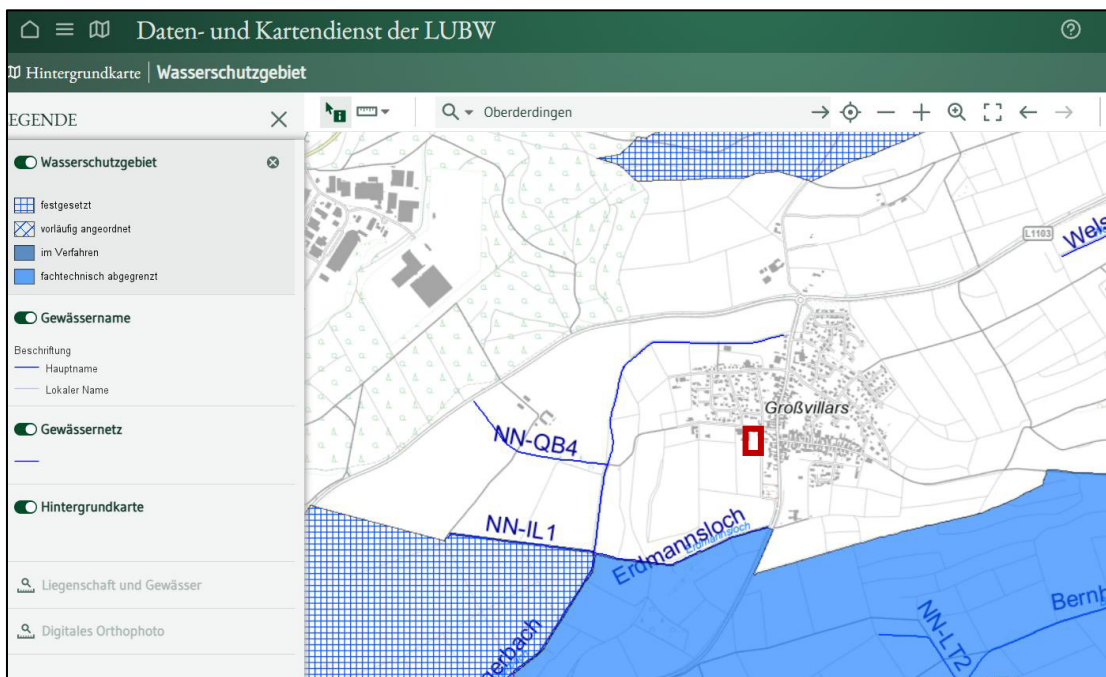 Daten- und Kartendienst der LUBW
Hintergrundkarte | Wasserschutzgebiet
EGENDE
Oberderdingen
Wasserschutzgebiet
festgesetzt
vorläufig angeordnet
im Verfahren
fachtechnisch abgegrenzt
Gewässername
Beschriftung
Hauptname
Lokaler Name
Gewässernetz
Hintergrundkarte
Liegenschaft und Gewässer
Digitales Orthophoto
L1103
Wels
Großvillars
NN-QB4
NN-IL1
Erdmannsloch
Erdmannsloch
Bernh
NN-LT2
erbach